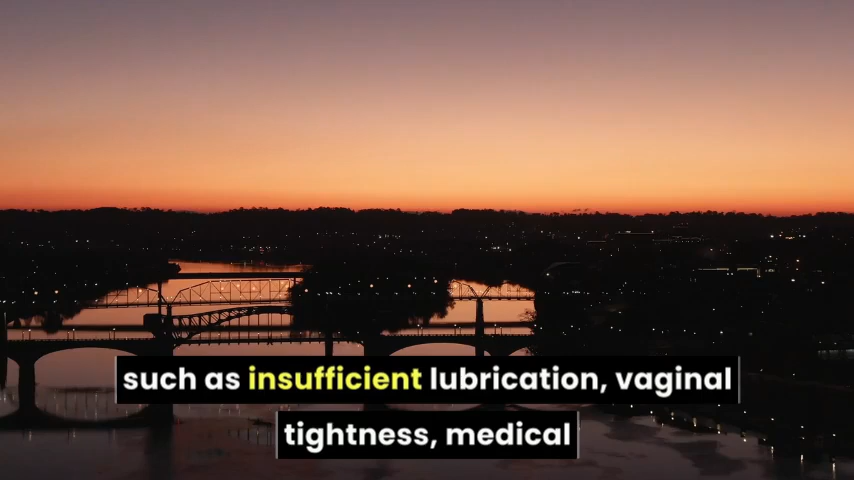 such as insufficient lubrication, vaginal
tightness, medical